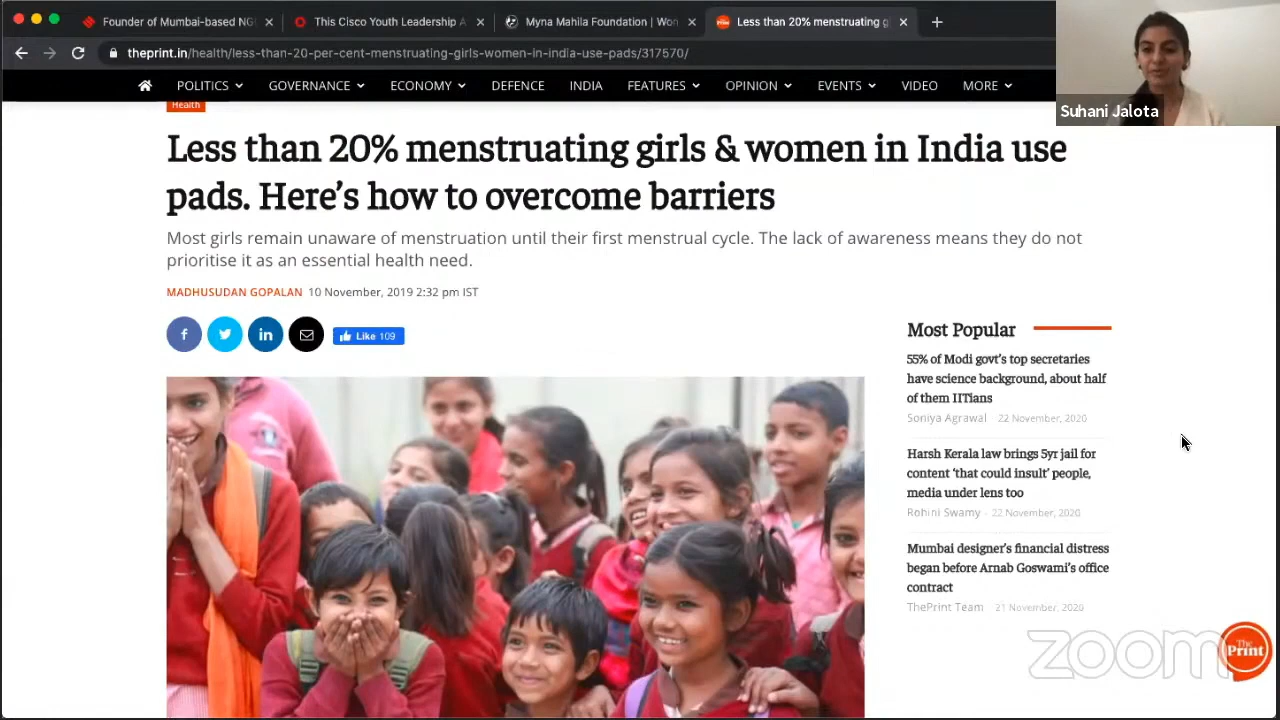 Founder of Mumbai-based NG
This Cisco Youth Leadership A
Myna Mahila Foundation | Wom
Less than 20% menstruating g
theprint.in/health/less-than-20-per-cent-menstruating-girls-women-in-india-use-pads/317570/
POLITICS GOVERNANCE ECONOMY DEFENCE INDIA FEATURES OPINION EVENTS VIDEO MORE
Suhani Jalota
Health
Less than 20% menstruating girls & women in India use
pads. Here's how to overcome barriers
Most girls remain unaware of menstruation until their first menstrual cycle. The lack of awareness means they do not
prioritise it as an essential health need.
MADHUSUDAN GOPALAN 10 November, 2019 2:32 pm IST
f in Like 109
Most Popular
55% of Modi govt's top secretaries
have science background, about half
of them IITians
Soniya Agrawal 22 November, 2020
Harsh Kerala law brings 5yr jail for
content 'that could insult' people,
media under lens too
Rohini Swamy - 22 November, 2020
Mumbai designer's financial distress
began before Arnab Goswami's office
contract
ThePrint Team 21 November, 2020
zoom
The
Print